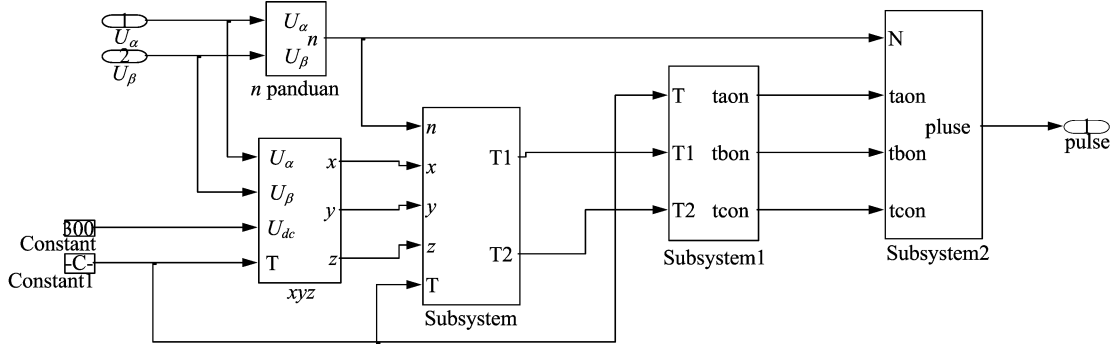 1
Uα
2
Uβ
Uα
n
Uβ
n panduan
N
taon
tbon
tcon
pluse
Subsystem2
1
pulse
T
taon
T1
tbon
T2
tcon
Subsystem1
n
x
y
z
T
T1
T2
Subsystem
Uα
x
Uβ
y
Udc
T
z
xyz
300
Constant
-C-
Constant1